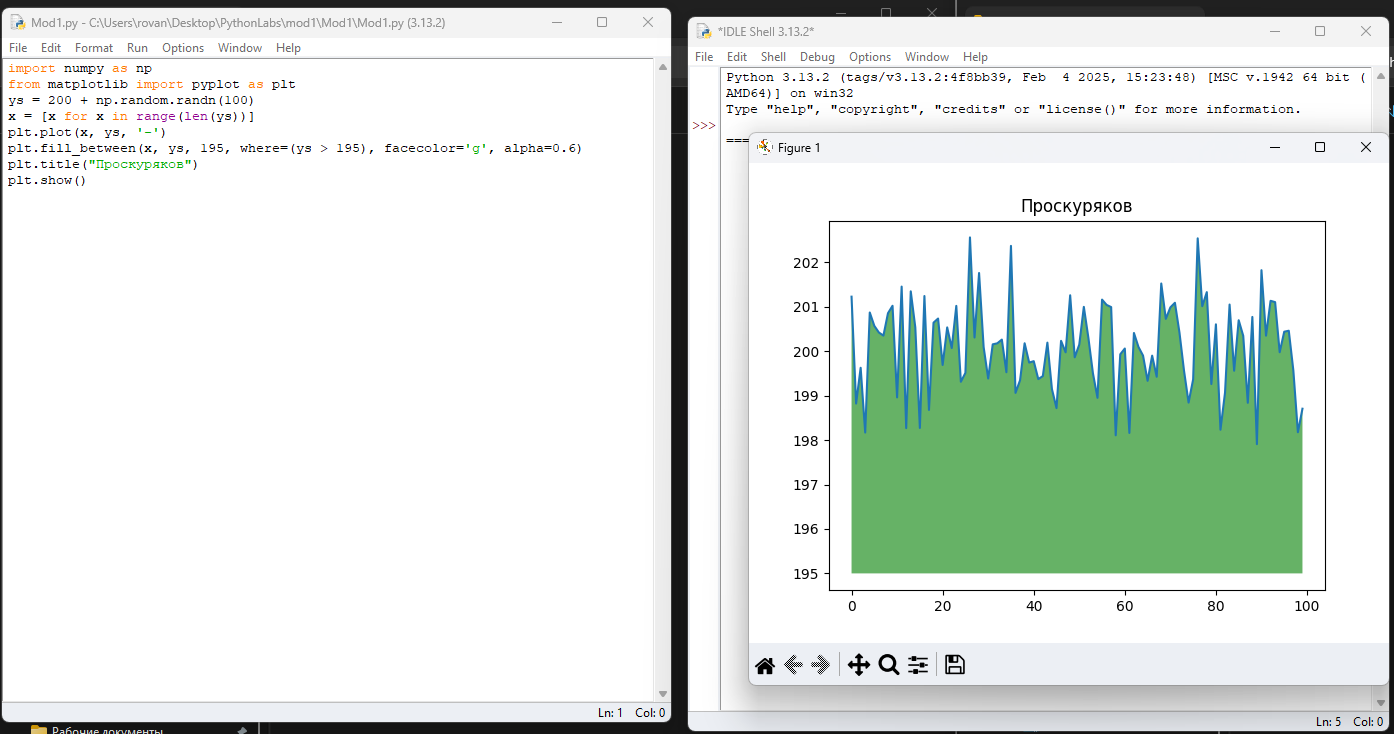 Mod1.py - C:\Users\rovan\Desktop\PythonLabs\mod1\Mod1\Mod1.py (3.13.2)
File Edit Format Run Options Window Help
import numpy as np
from matplotlib import pyplot as plt
ys = 200 + np.random.randn(100)
x = [x for x in range(len(ys))]
plt.plot(x, ys, '-')
plt.fill_between(x, ys, 195, where=(ys > 195), facecolor='g', alpha=0.6)
plt.title("Проскуряков")
plt.show()
Ln: 1 Col: 0
*IDLE Shell 3.13.2*
File Edit Shell Debug Options Window Help
Python 3.13.2 (tags/v3.13.2:4f8bb39, Feb  4 2025, 15:23:48) [MSC v.1942 64 bit (
AMD64)] on win32
Type "help", "copyright", "credits" or "license()" for more information.
>>>
===
Figure 1
Проскуряков
202
201
200
199
198
197
196
195
0 20 40 60 80 100
Ln: 5 Col: 0
Рабочие документы